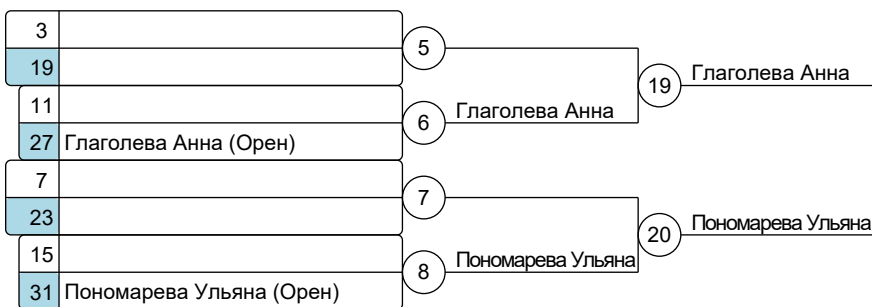 3
19
5
11
27 Глаголева Анна (Орен)
6 Глаголева Анна
19 Глаголева Анна
7
23
7
15
31 Пономарева Ульяна (Орен)
8 Пономарева Ульяна
20 Пономарева Ульяна